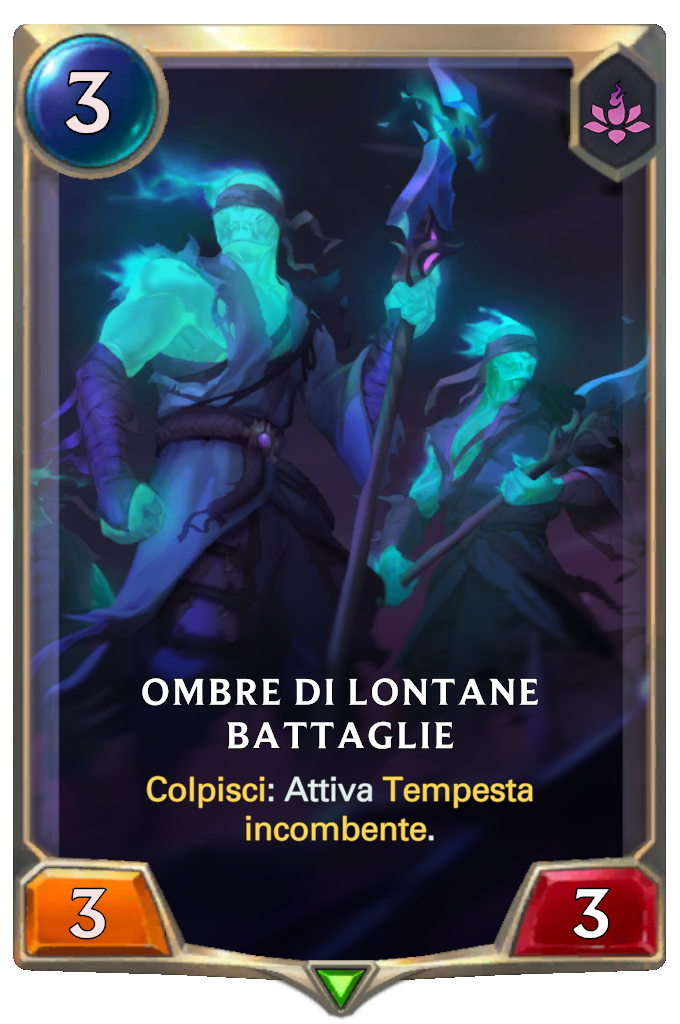 3
OMBRE DI LONTANE
BATTAGLIE
Colpisci: Attiva Tempesta
incombente.
3
3